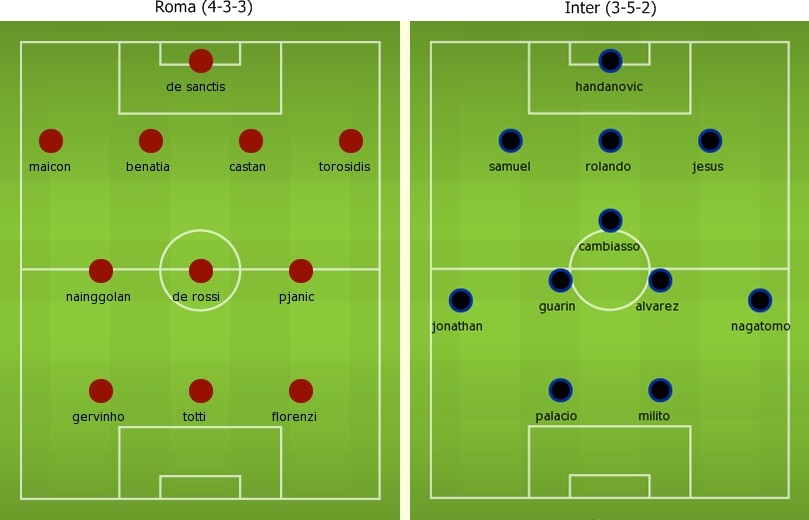 Roma (4-3-3)
de sanctis
maicon
benatia
castan
torosidis
nainggolan
de rossi
pjanic
gervinho
totti
florenzi
Inter (3-5-2)
handanovic
samuel
rolando
jesus
cambiasso
guarin
alvarez
jonathan
nagatomo
palacio
milito